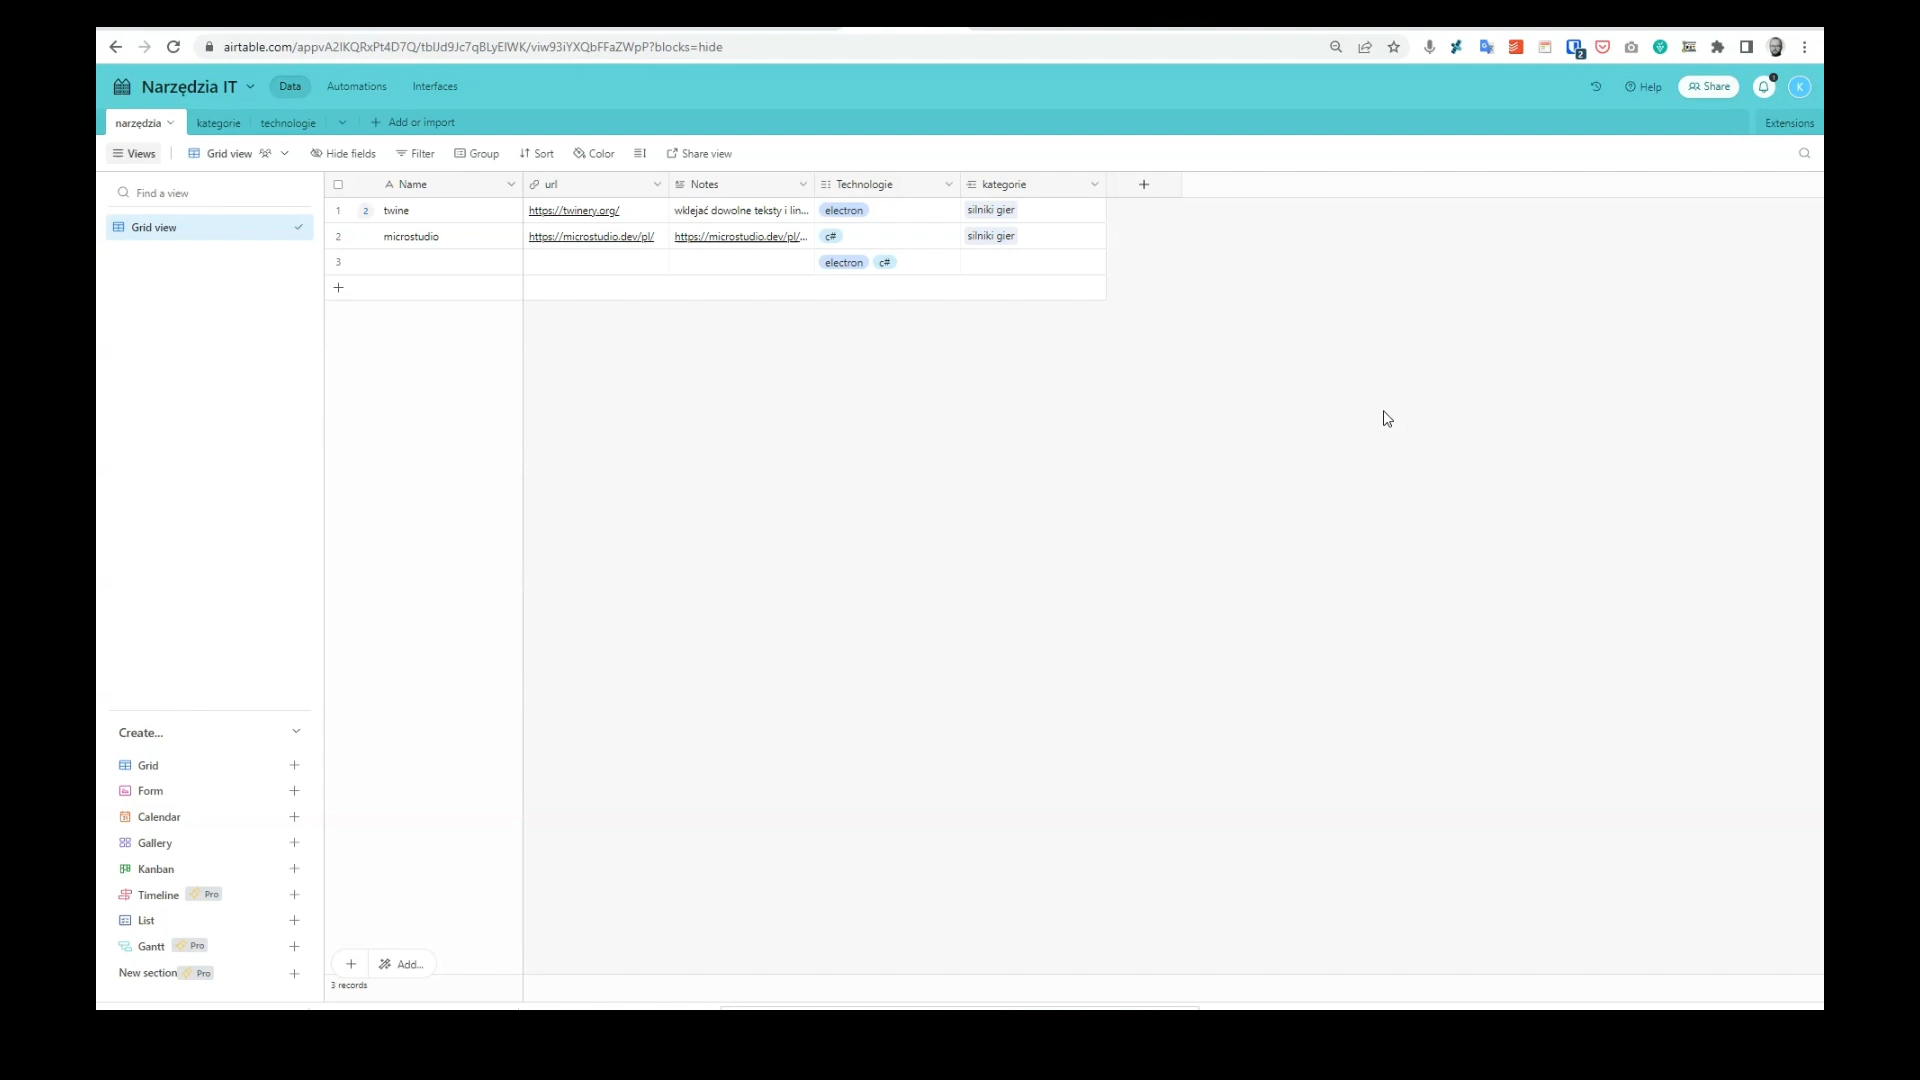 airtable.com/appvA2IKQRxPt4D7Q/tblJd9Jc7qBLyEIWK/viw93iYXQbFFaZWpP?blocks=hide
2
Narzędzia IT Data Automations Interfaces Help Share 1 K
narzędzia kategorie technologie Add or import Extensions
Views Grid view Hide fields Filter Group Sort Color Share view
Find a view
Grid view
Name url Notes Technologie kategorie
1 2 twine https://twinery.org/ wklejać dowolne teksty i lin... electron silniki gier
2 microstudio https://microstudio.dev/pl/ https://microstudio.dev/pl/... c# silniki gier
3 electron c#
Create...
Grid
Form
Calendar
Gallery
Kanban
Timeline Pro
List
Gantt Pro
New section Pro
Add...
3 records